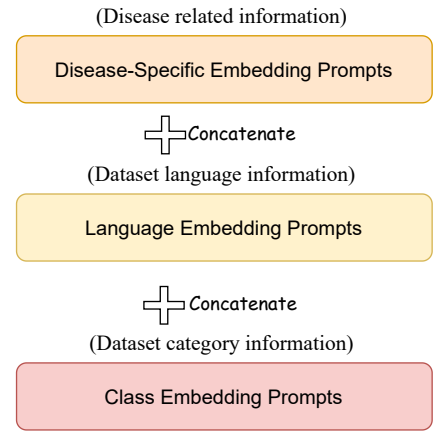 (Disease related information)
Disease-Specific Embedding Prompts
Concatenate
(Dataset language information)
Language Embedding Prompts
Concatenate
(Dataset category information)
Class Embedding Prompts